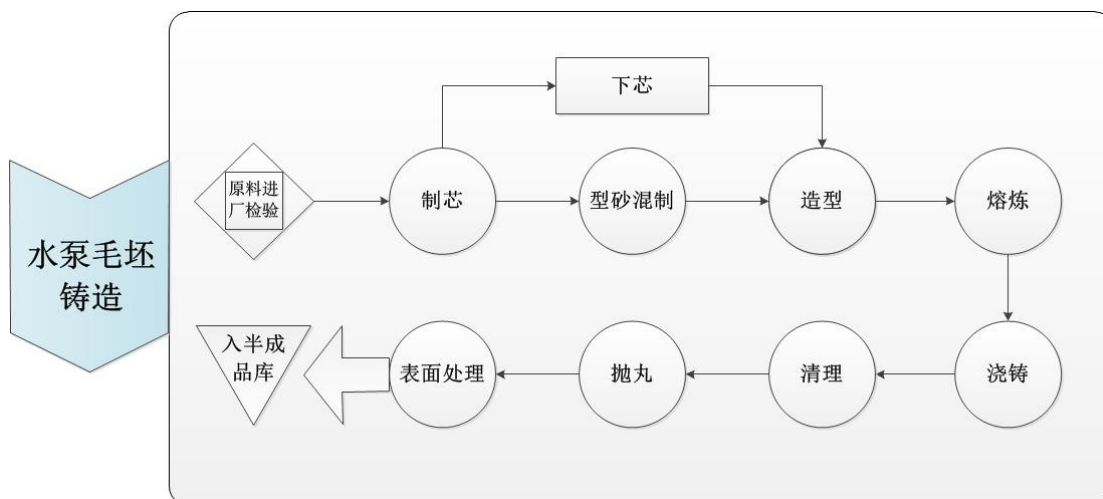 下芯
原料进
厂检验
制芯
型砂混制
造型
熔炼
水泵毛坯
铸造
入半成
品库
表面处理
抛丸
清理
浇铸